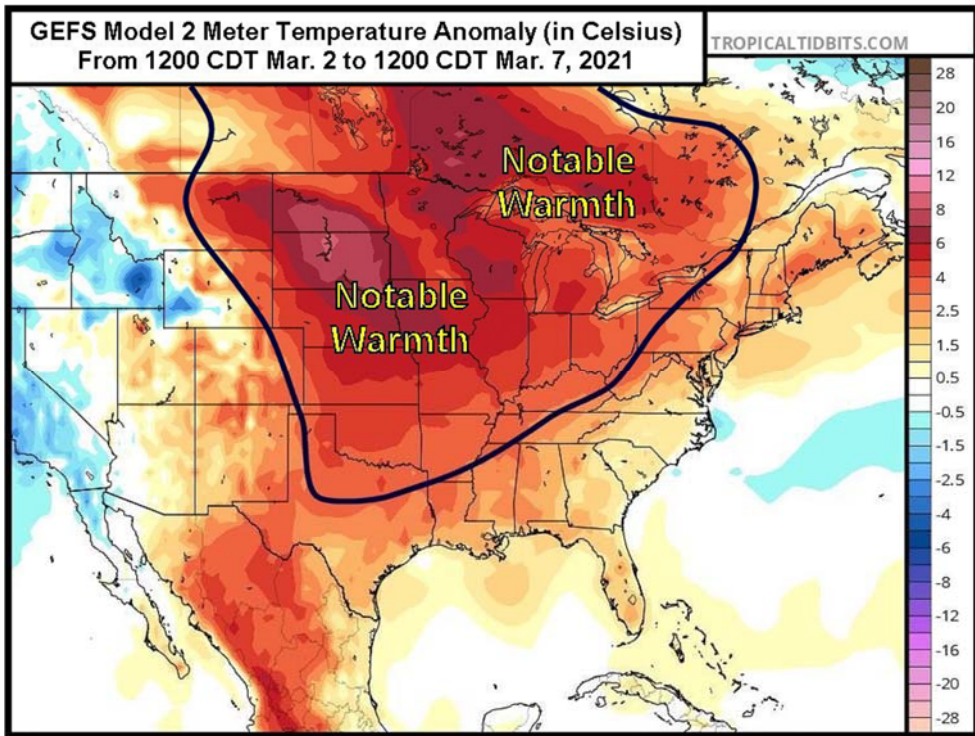 GEFS Model 2 Meter Temperature Anomaly (in Celsius)
From 1200 CDT Mar. 2 to 1200 CDT Mar. 7, 2021
TROPICALTIDBITS.COM
Notable
Warmth
Notable
Warmth
28
20
16
12
8
6
4
2.5
1.5
0.5
-0.5
-1.5
-2.5
-4
-6
-8
-12
-16
-20
-28